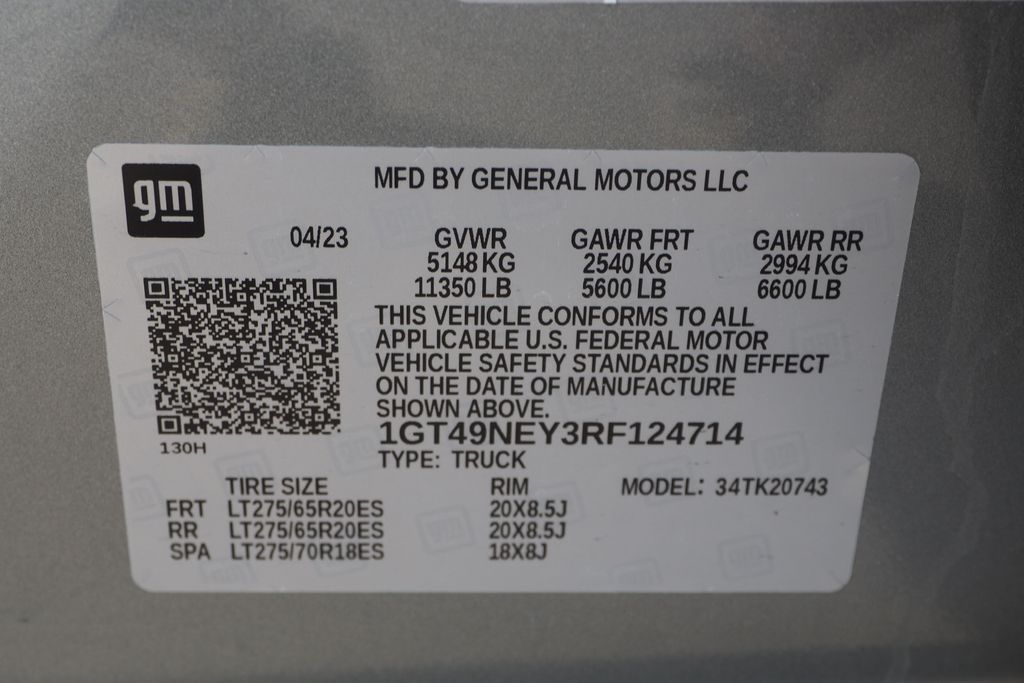 gm
MFD BY GENERAL MOTORS LLC
04/23 GVWR GAWR FRT GAWR RR
5148 KG 2540 KG 2994 KG
11350 LB 5600 LB 6600 LB
THIS VEHICLE CONFORMS TO ALL
APPLICABLE U.S. FEDERAL MOTOR
VEHICLE SAFETY STANDARDS IN EFFECT
ON THE DATE OF MANUFACTURE
SHOWN ABOVE.
1GT49NEY3RF124714
130H
TYPE: TRUCK
TIRE SIZE RIM MODEL: 34TK20743
FRT LT275/65R20ES 20X8.5J
RR LT275/65R20ES 20X8.5J
SPA LT275/70R18ES 18X8J